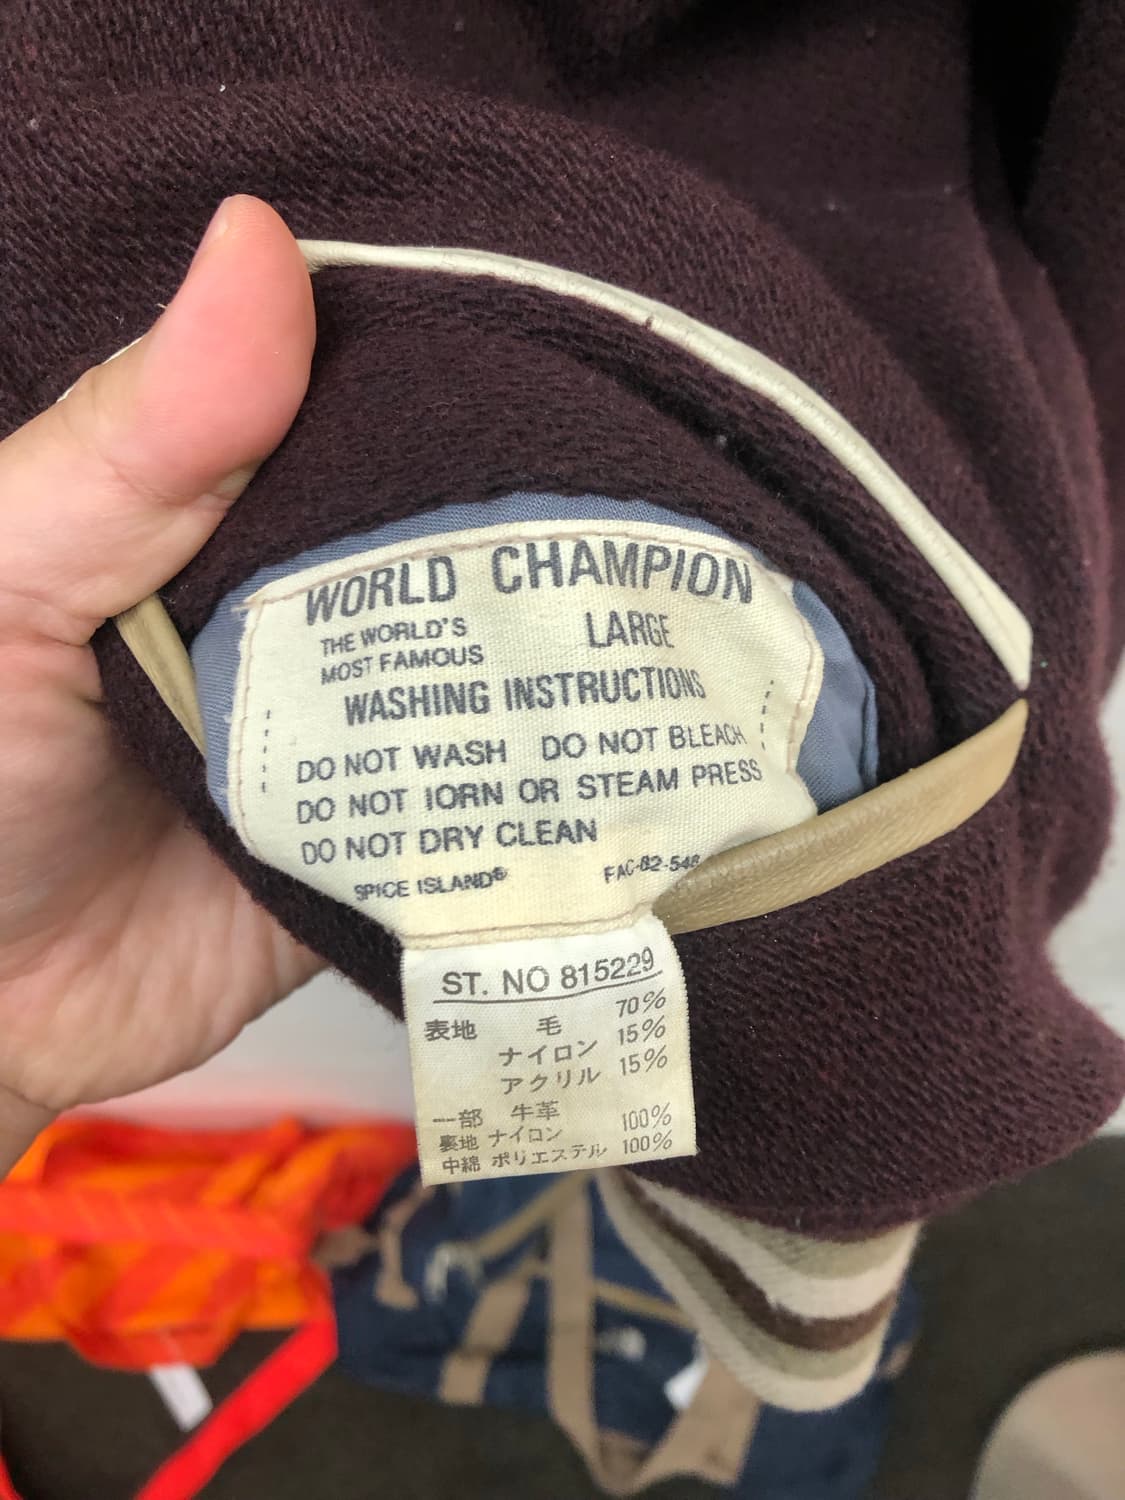 WORLD CHAMPION
THE WORLD'S
MOST FAMOUS
LARGE
WASHING INSTRUCTIONS
DO NOT WASH DO NOT BLEACH
DO NOT IORN OR STEAM PRESS
DO NOT DRY CLEAN
SPICE ISLAND® FAC-82-548
ST. NO 815229
表地 毛 70%
ナイロン 15%
アクリル 15%
一部 牛革 100%
裏地 ナイロン 100%
中綿 ポリエステル 100%